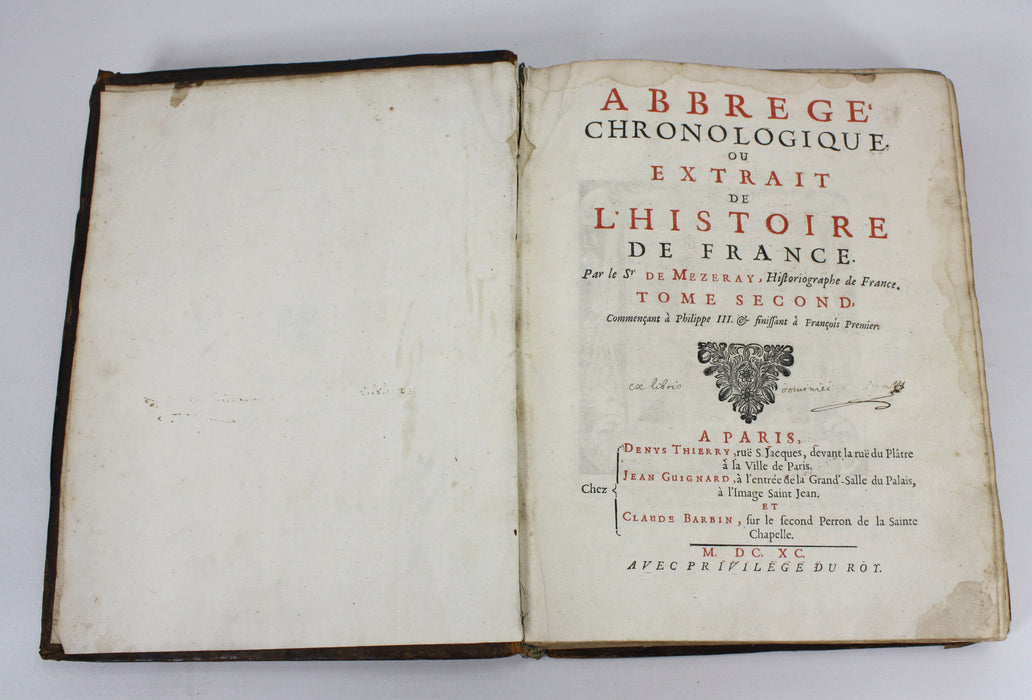 ABBREGE'
CHRONOLOGIQUE,
OU
EXTRAIT
DE
L'HISTOIRE
DE FRANCE.
Par le Sr DE MEZERAY, Hiſtoriographe de France.
TOME SECOND,
Commençant à Philippe III. & finiſſant à François Premier.
ex libris
A PARIS,
Chez
DENYS THIERRY, ruë S. Jacques, devant la ruë du Plâtre
à la Ville de Paris.
JEAN GUIGNARD, à l'entrée de la Grand'-Salle du Palais,
à l'Image Saint Jean.
ET
CLAUDE BARBIN, ſur le ſecond Perron de la Sainte
Chapelle.
M. DC. XC.
AVEC PRIVILEGE DU ROY.